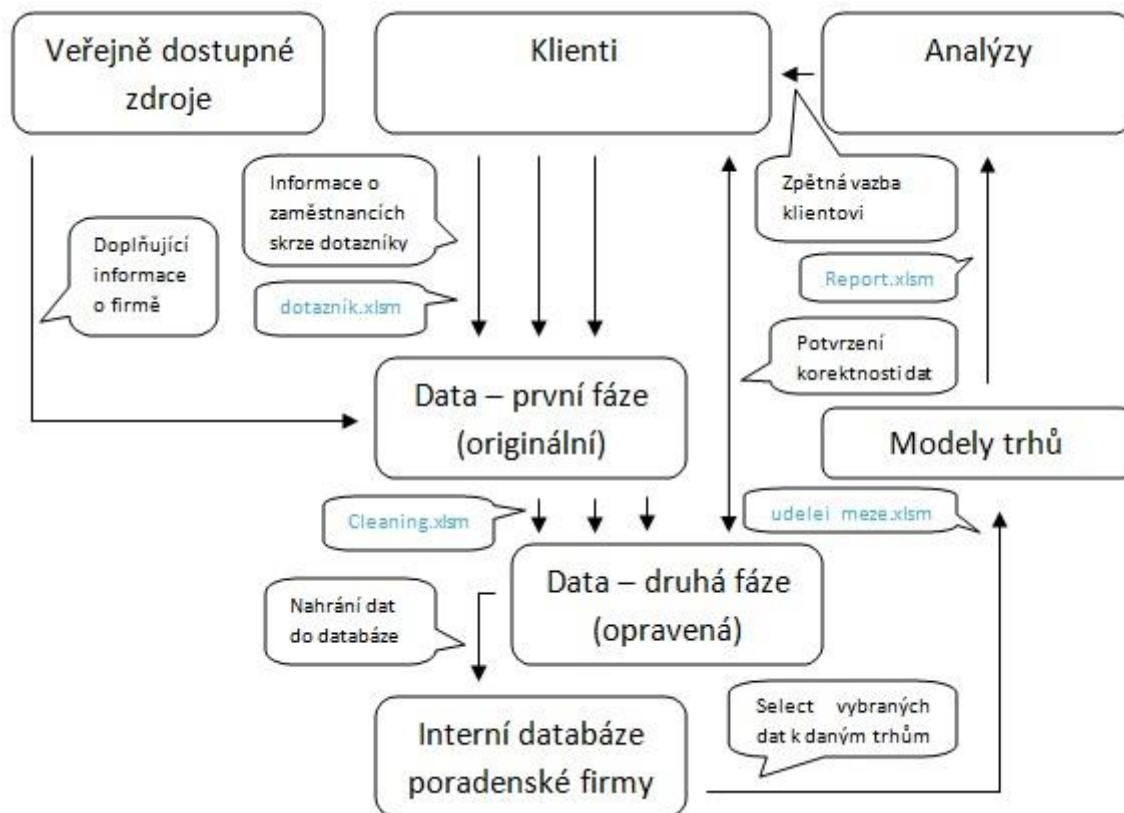 Veřejně dostupné
zdroje
Klienti
Analýzy
Informace o
zaměstnancích
skrze dotazníky
Zpětná vazba
klientovi
Doplňující
informace
o firmě
dotazník.xlsm
Report.xlsm
Potvrzení
korektnosti dat
Data – první fáze
(originální)
Modely trhů
Cleaning.xlsm
udelei meze.xlsm
Data – druhá fáze
(opravená)
Nahrání dat
do databáze
Interní databáze
poradenské firmy
Select vybraných
dat k daným trhům